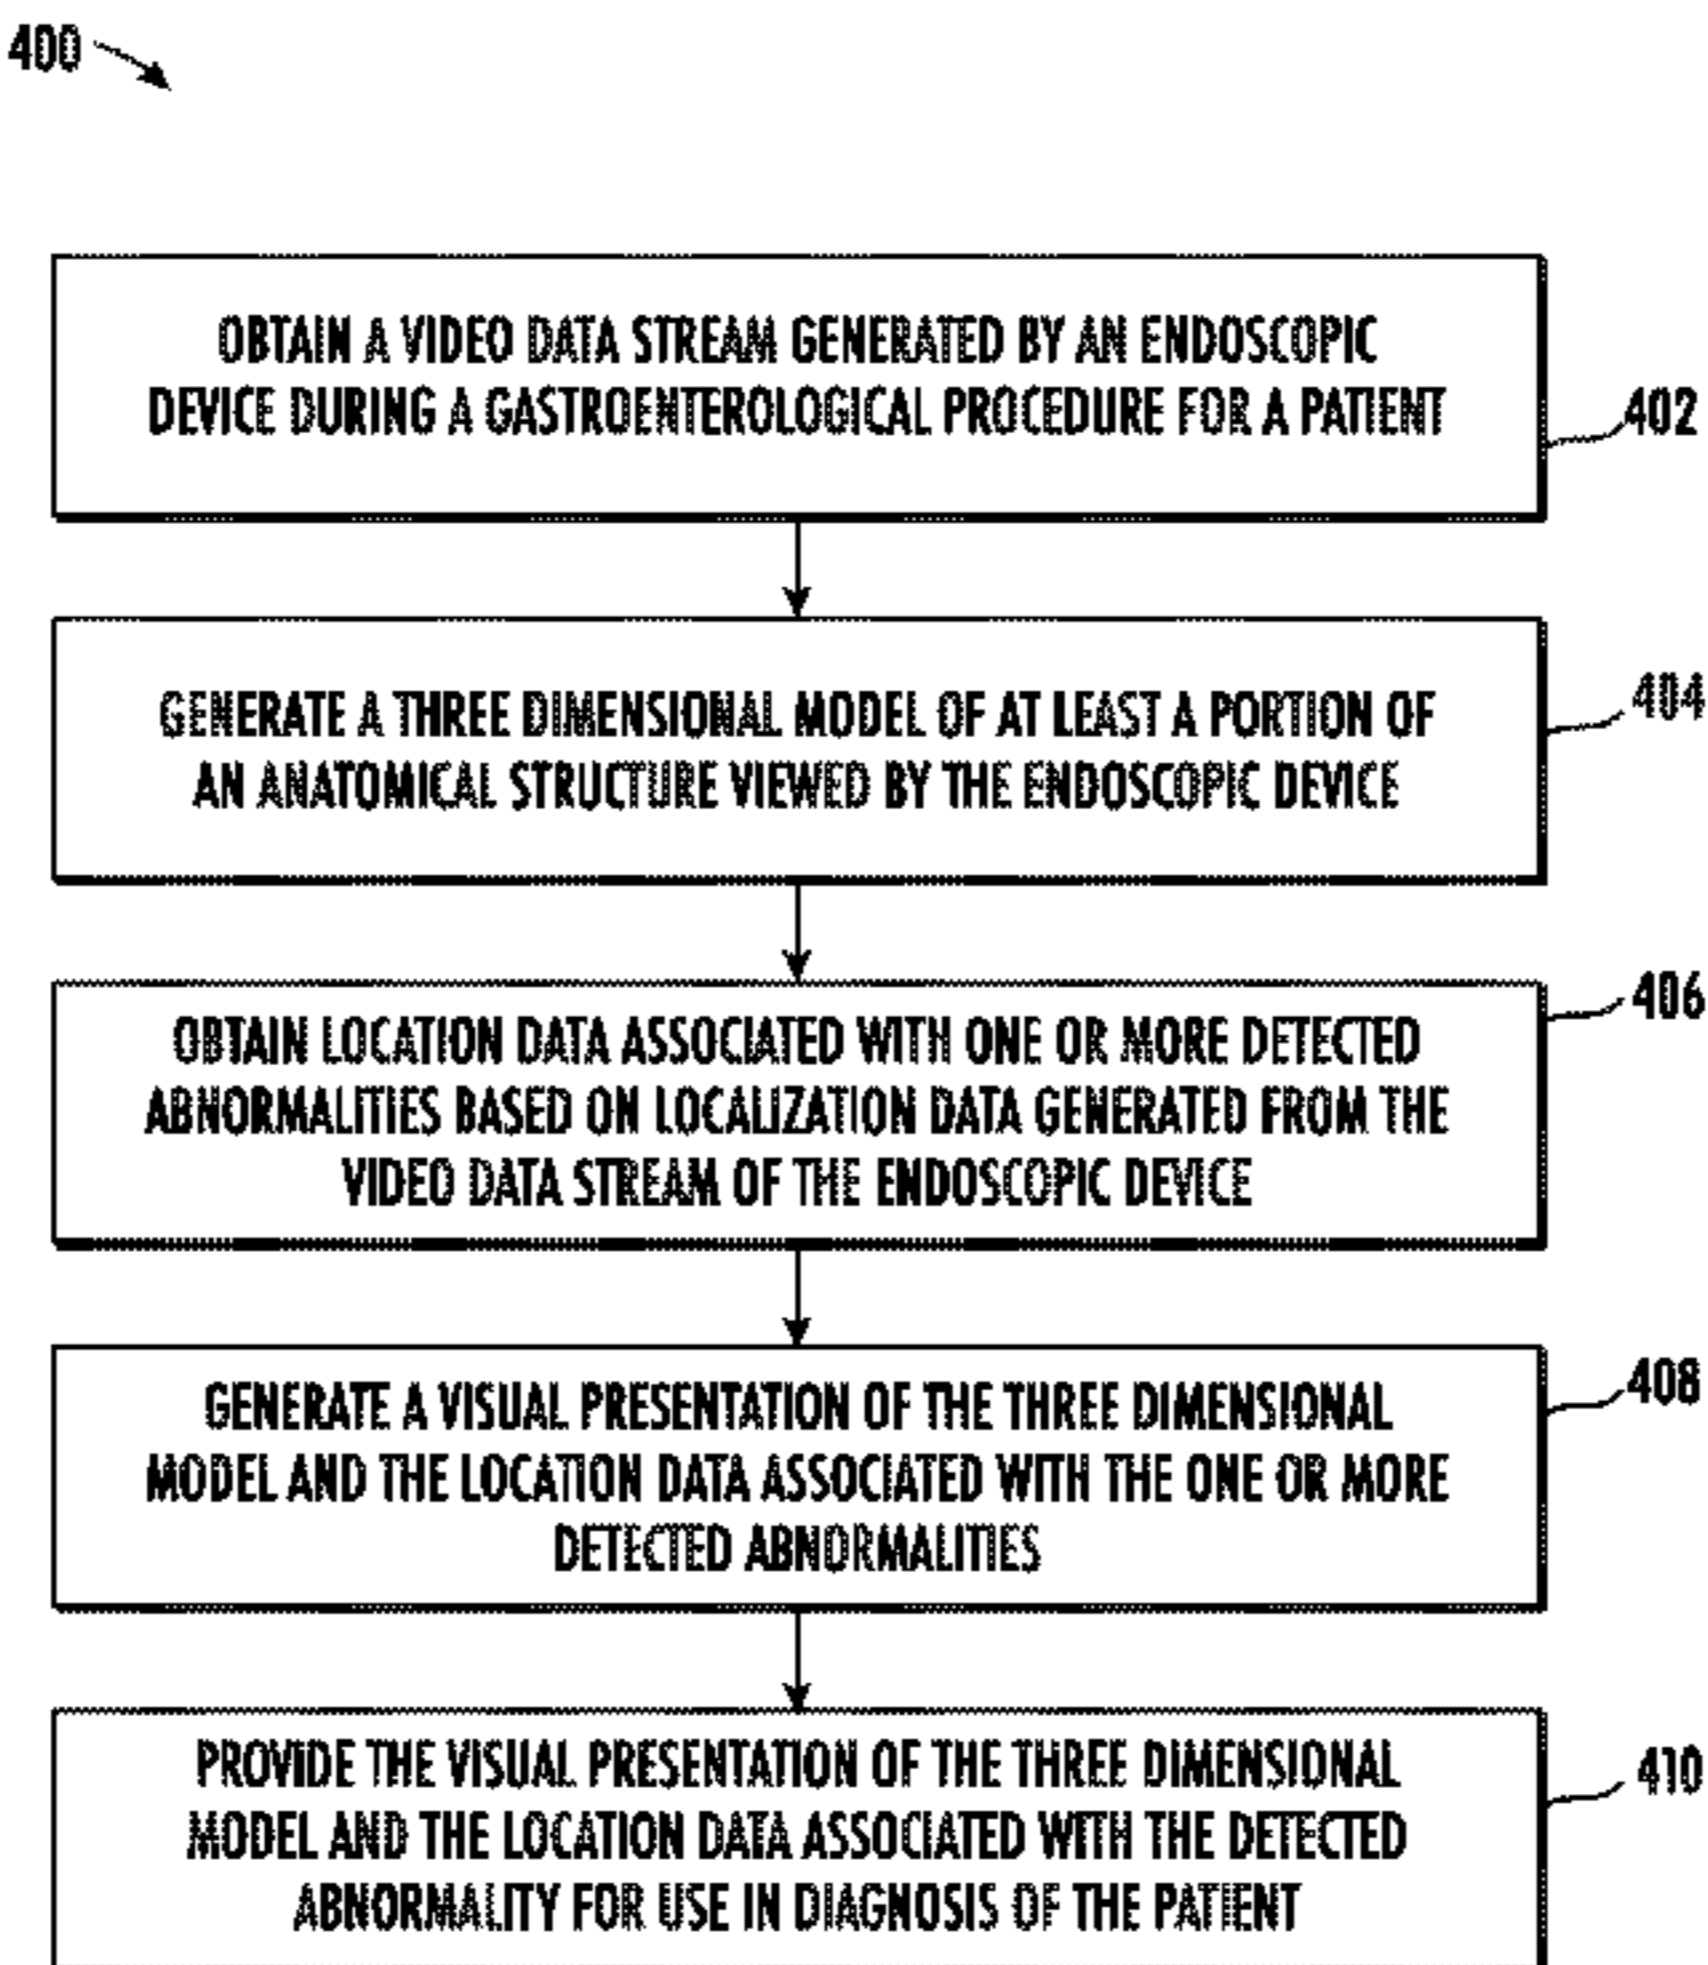 400
OBTAIN A VIDEO DATA STREAM GENERATED BY AN ENDOSCOPIC
DEVICE DURING A GASTROENTEROLOGICAL PROCEDURE FOR A PATIENT
402
GENERATE A THREE DIMENSIONAL MODEL OF AT LEAST A PORTION OF
AN ANATOMICAL STRUCTURE VIEWED BY THE ENDOSCOPIC DEVICE
404
OBTAIN LOCATION DATA ASSOCIATED WITH ONE OR MORE DETECTED
ABNORMALITIES BASED ON LOCALIZATION DATA GENERATED FROM THE
VIDEO DATA STREAM OF THE ENDOSCOPIC DEVICE
406
GENERATE A VISUAL PRESENTATION OF THE THREE DIMENSIONAL
MODEL AND THE LOCATION DATA ASSOCIATED WITH THE ONE OR MORE
DETECTED ABNORMALITIES
408
PROVIDE THE VISUAL PRESENTATION OF THE THREE DIMENSIONAL
MODEL AND THE LOCATION DATA ASSOCIATED WITH THE DETECTED
ABNORMALITY FOR USE IN DIAGNOSIS OF THE PATIENT
410